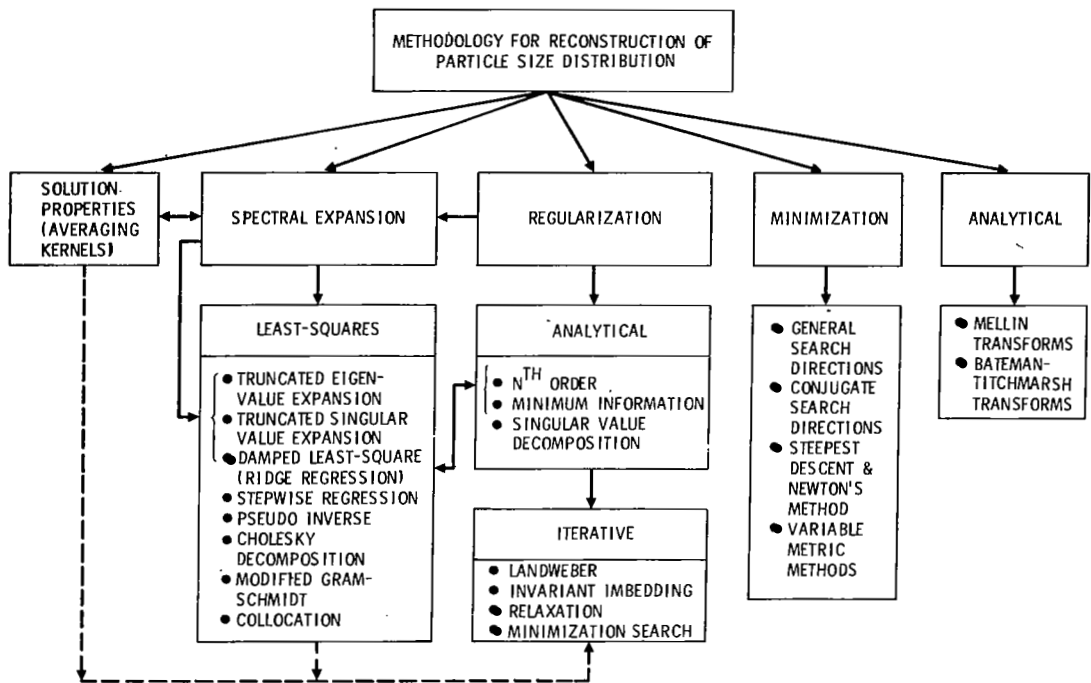 METHODOLOGY FOR RECONSTRUCTION OF
PARTICLE SIZE DISTRIBUTION
SOLUTION
PROPERTIES
(AVERAGING
KERNELS)
SPECTRAL EXPANSION
REGULARIZATION
MINIMIZATION
ANALYTICAL
LEAST-SQUARES
● TRUNCATED EIGEN-
VALUE EXPANSION
● TRUNCATED SINGULAR
VALUE EXPANSION
● DAMPED LEAST-SQUARE
(RIDGE REGRESSION)
● STEPWISE REGRESSION
● PSEUDO INVERSE
● CHOLESKY
DECOMPOSITION
● MODIFIED GRAM-
SCHMIDT
● COLLOCATION
ANALYTICAL
● NTH ORDER
● MINIMUM INFORMATION
● SINGULAR VALUE
DECOMPOSITION
ITERATIVE
● LANDWEBER
● INVARIANT IMBEDDING
● RELAXATION
● MINIMIZATION SEARCH
● GENERAL
SEARCH
DIRECTIONS
● CONJUGATE
SEARCH
DIRECTIONS
● STEEPEST
DESCENT &
NEWTON'S
METHOD
● VARIABLE
METRIC
METHODS
● MELLIN
TRANSFORMS
● BATEMAN-
TITCHMARSH
TRANSFORMS